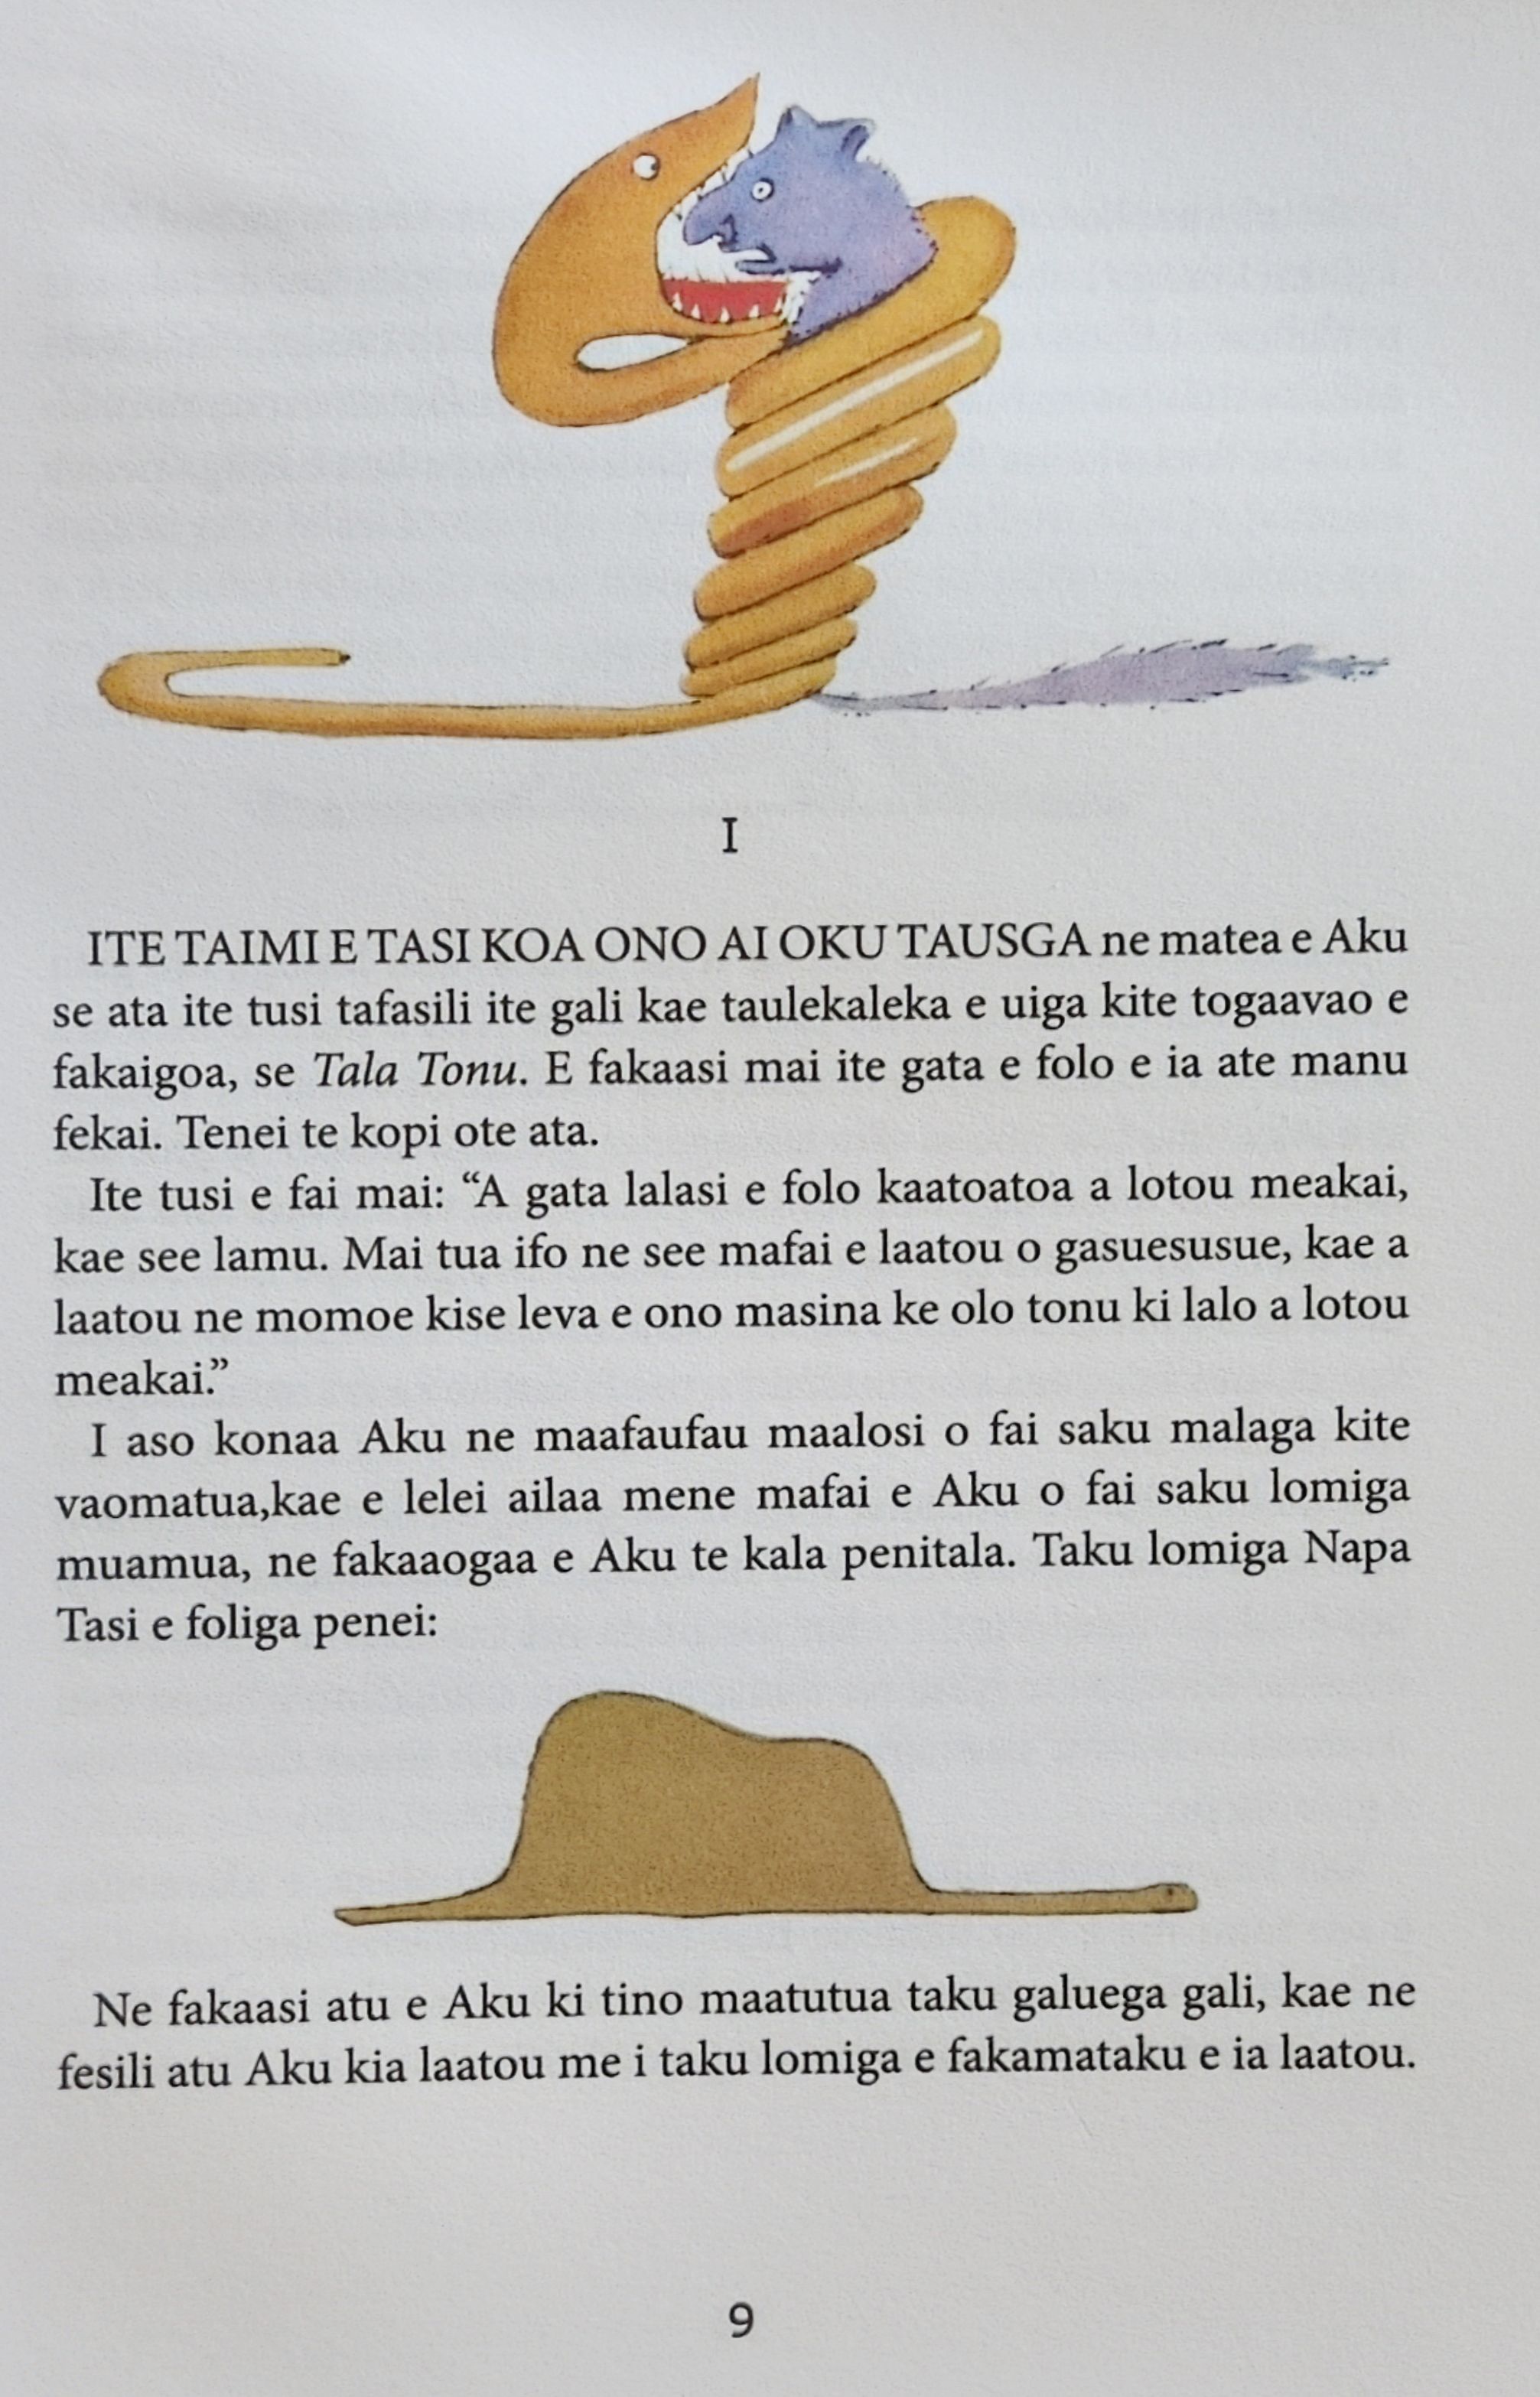 I
ITE TAIMI E TASI KOA ONO AI OKU TAUSGA ne matea e Aku
se ata ite tusi tafasili ite gali kae taulekaleka e uiga kite togaavao e
fakaigoa, se Tala Tonu. E fakaasi mai ite gata e folo e ia ate manu
fekai. Tenei te kopi ote ata.
Ite tusi e fai mai: “A gata lalasi e folo kaatoatoa a lotou meakai,
kae see lamu. Mai tua ifo ne see mafai e laatou o gasuesusue, kae a
laatou ne momoe kise leva e ono masina ke olo tonu ki lalo a lotou
meakai.”
I aso konaa Aku ne maafaufau maalosi o fai saku malaga kite
vaomatua,kae e lelei ailaa mene mafai e Aku o fai saku lomiga
muamua, ne fakaaogaa e Aku te kala penitala. Taku lomiga Napa
Tasi e foliga penei:
Ne fakaasi atu e Aku ki tino maatutua taku galuega gali, kae ne
fesili atu Aku kia laatou me i taku lomiga e fakamataku e ia laatou.
9